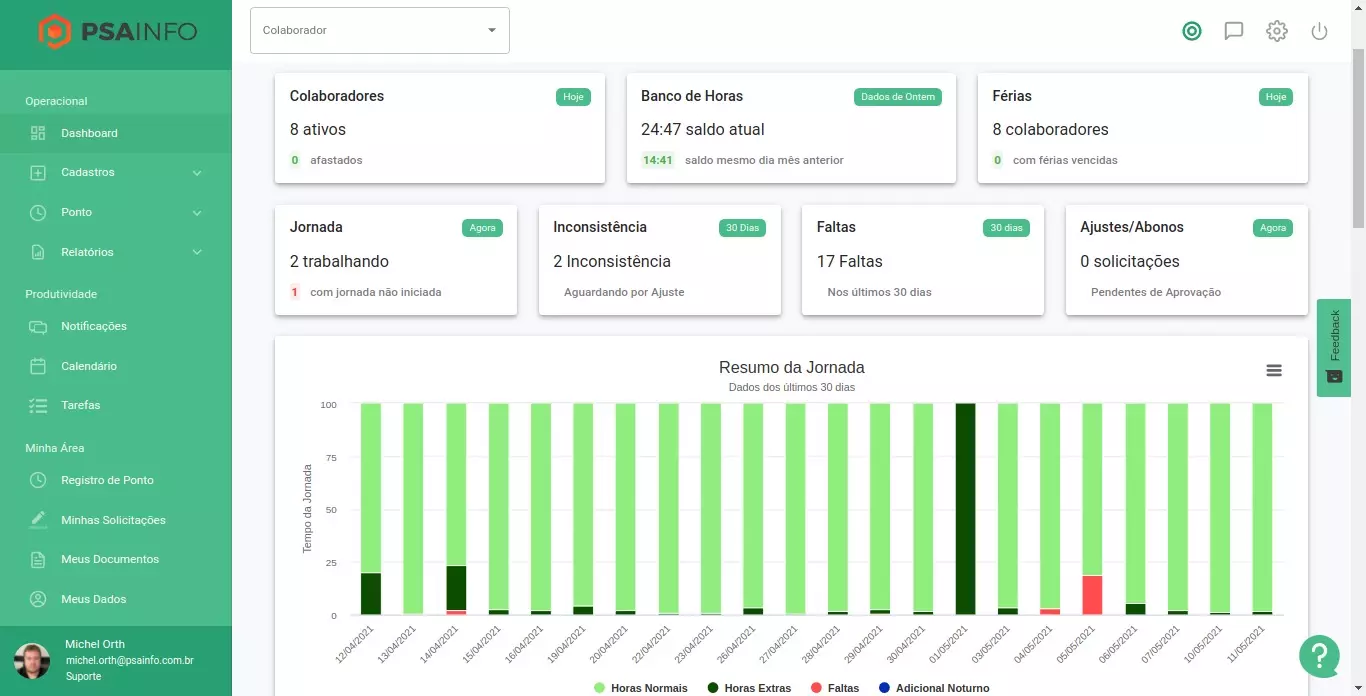 PSAINFO
Colaborador
Operacional
Dashboard
Cadastros
Ponto
Relatórios
Produtividade
Notificações
Calendário
Tarefas
Minha Área
Registro de Ponto
Minhas Solicitações
Meus Documentos
Meus Dados
Michel Orth
michel.orth@psainfo.com.br
Suporte
Colaboradores Hoje
8 ativos
0 afastados
Banco de Horas Dados de Ontem
24:47 saldo atual
14:41 saldo mesmo dia mês anterior
Férias Hoje
8 colaboradores
0 com férias vencidas
Jornada Agora
2 trabalhando
1 com jornada não iniciada
Inconsistência 30 Dias
2 Inconsistência
Aguardando por Ajuste
Faltas 30 dias
17 Faltas
Nos últimos 30 dias
Ajustes/Abonos Agora
0 solicitações
Pendentes de Aprovação
Feedback
Resumo da Jornada
Dados dos últimos 30 dias
Tempo da Jornada
100
75
50
25
0
12/04/2021
13/04/2021
14/04/2021
15/04/2021
16/04/2021
19/04/2021
20/04/2021
22/04/2021
23/04/2021
26/04/2021
27/04/2021
28/04/2021
29/04/2021
30/04/2021
01/05/2021
03/05/2021
04/05/2021
05/05/2021
06/05/2021
07/05/2021
10/05/2021
11/05/2021
Horas Normais Horas Extras Faltas Adicional Noturno
?